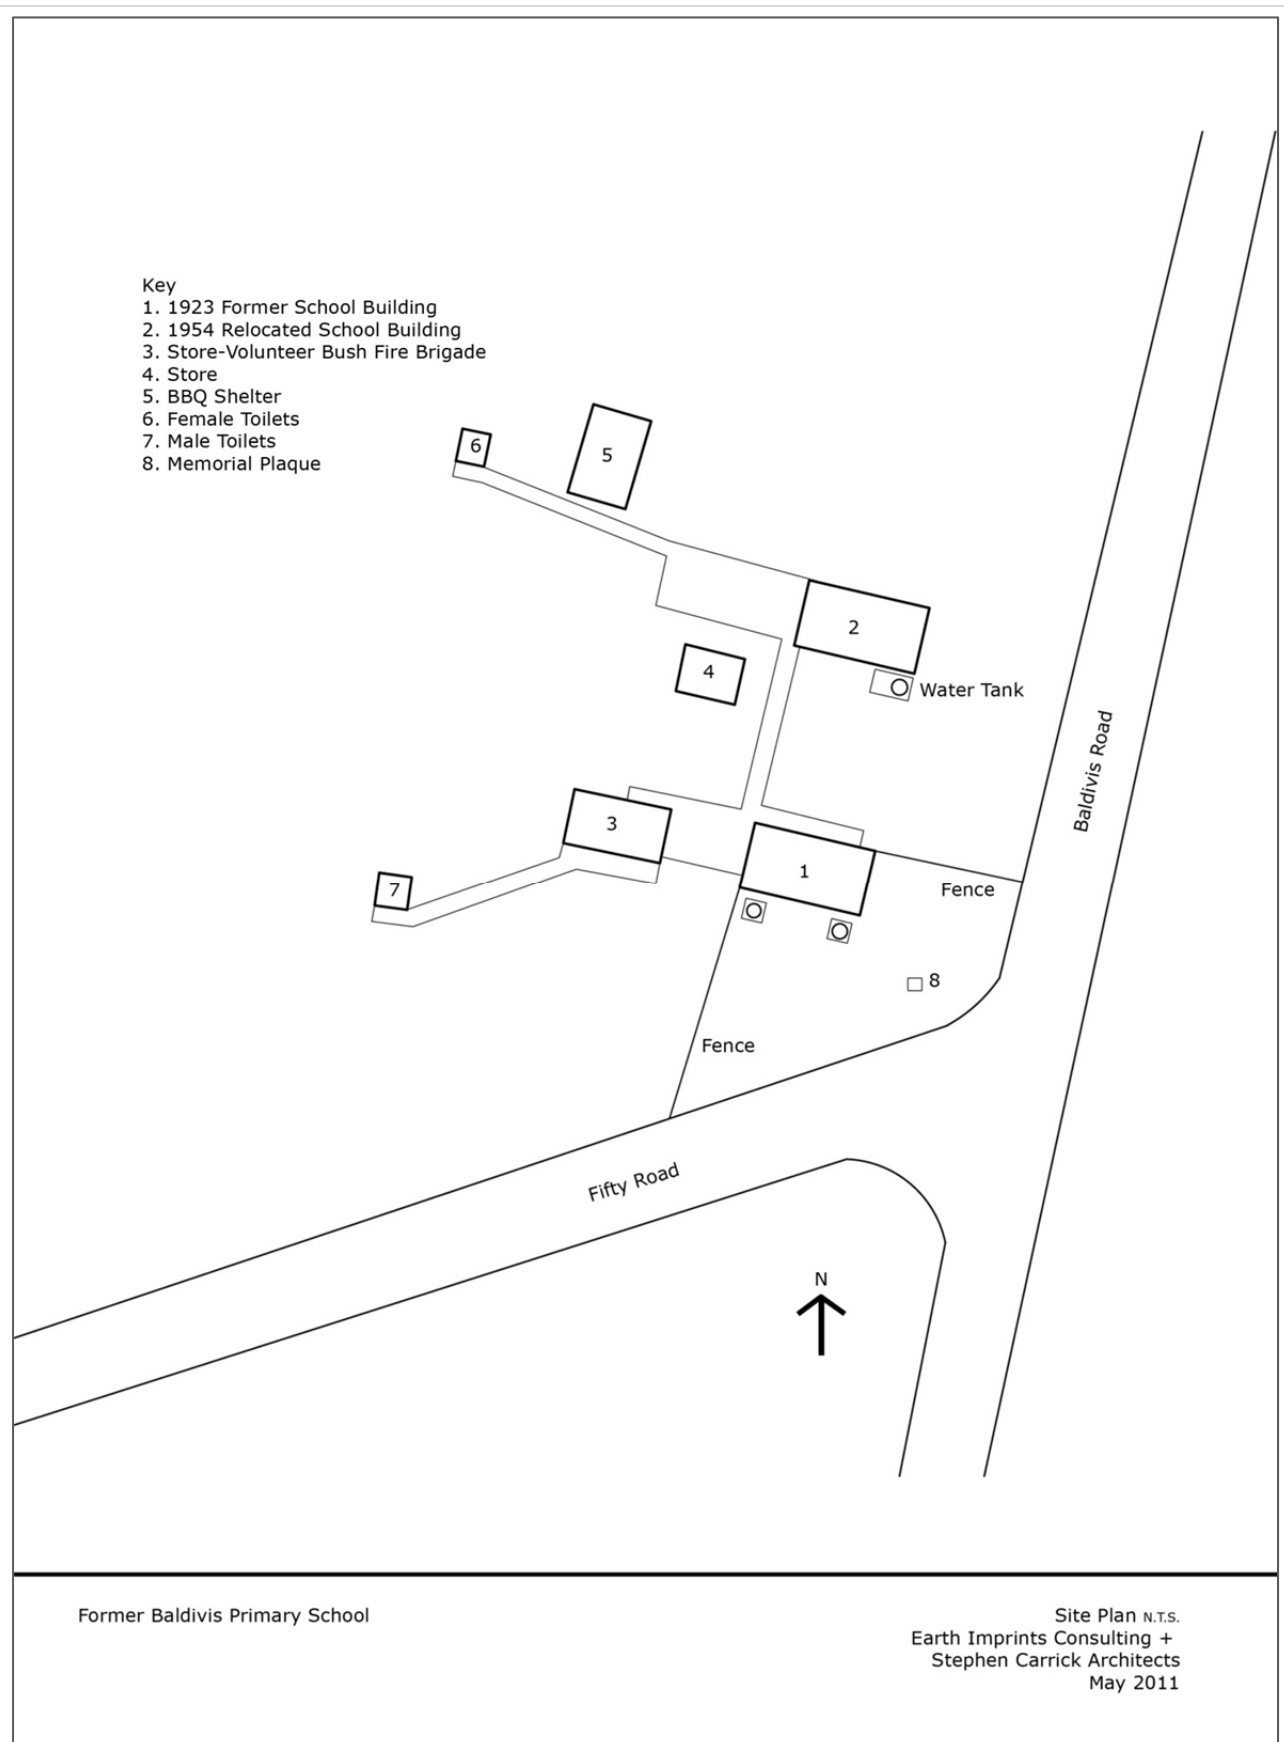 Key
1. 1923 Former School Building
2. 1954 Relocated School Building
3. Store-Volunteer Bush Fire Brigade
4. Store
5. BBQ Shelter
6. Female Toilets
7. Male Toilets
8. Memorial Plaque
6
5
2
4
Water Tank
Baldivis Road
3
1
7
Fence
8
Fence
Fifty Road
N
Former Baldivis Primary School
Site Plan N.T.S.
Earth Imprints Consulting +
Stephen Carrick Architects
May 2011